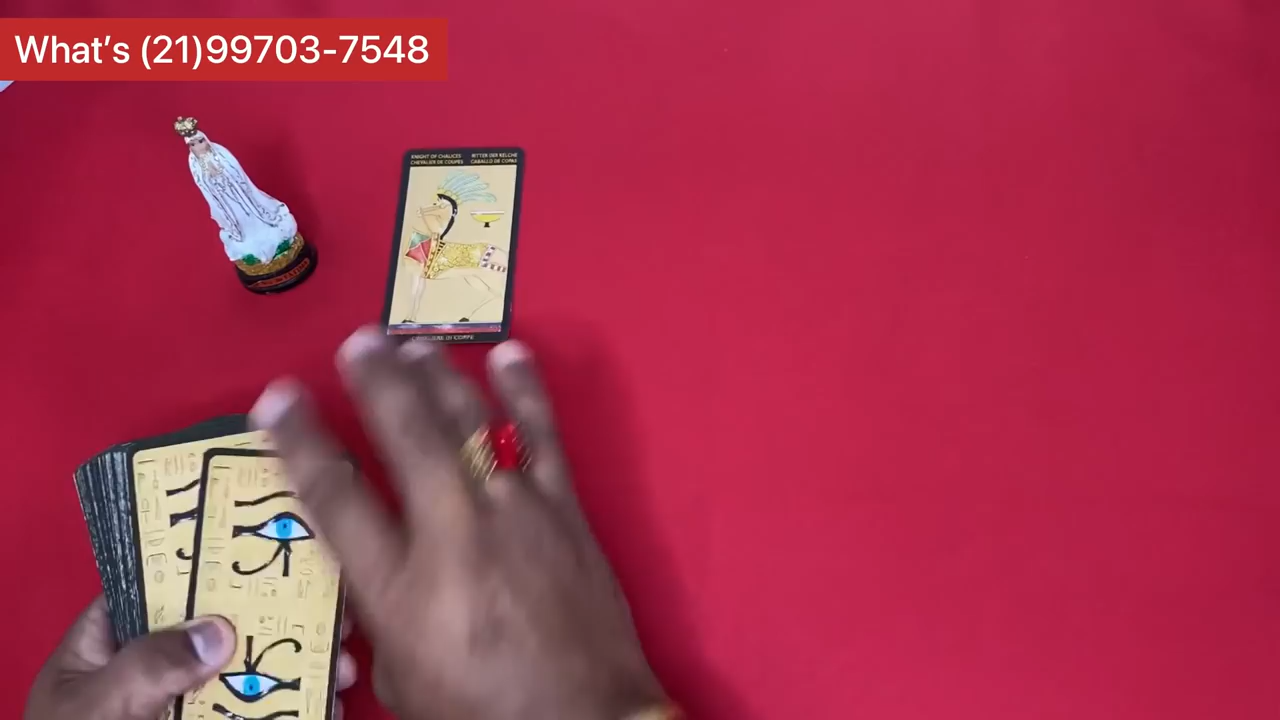 What's (21)99703-7548
KNIGHT OF CHALICES
CHEVALIER DE COUPES
RITTER DER KELCHE
CABALLO DE COPAS